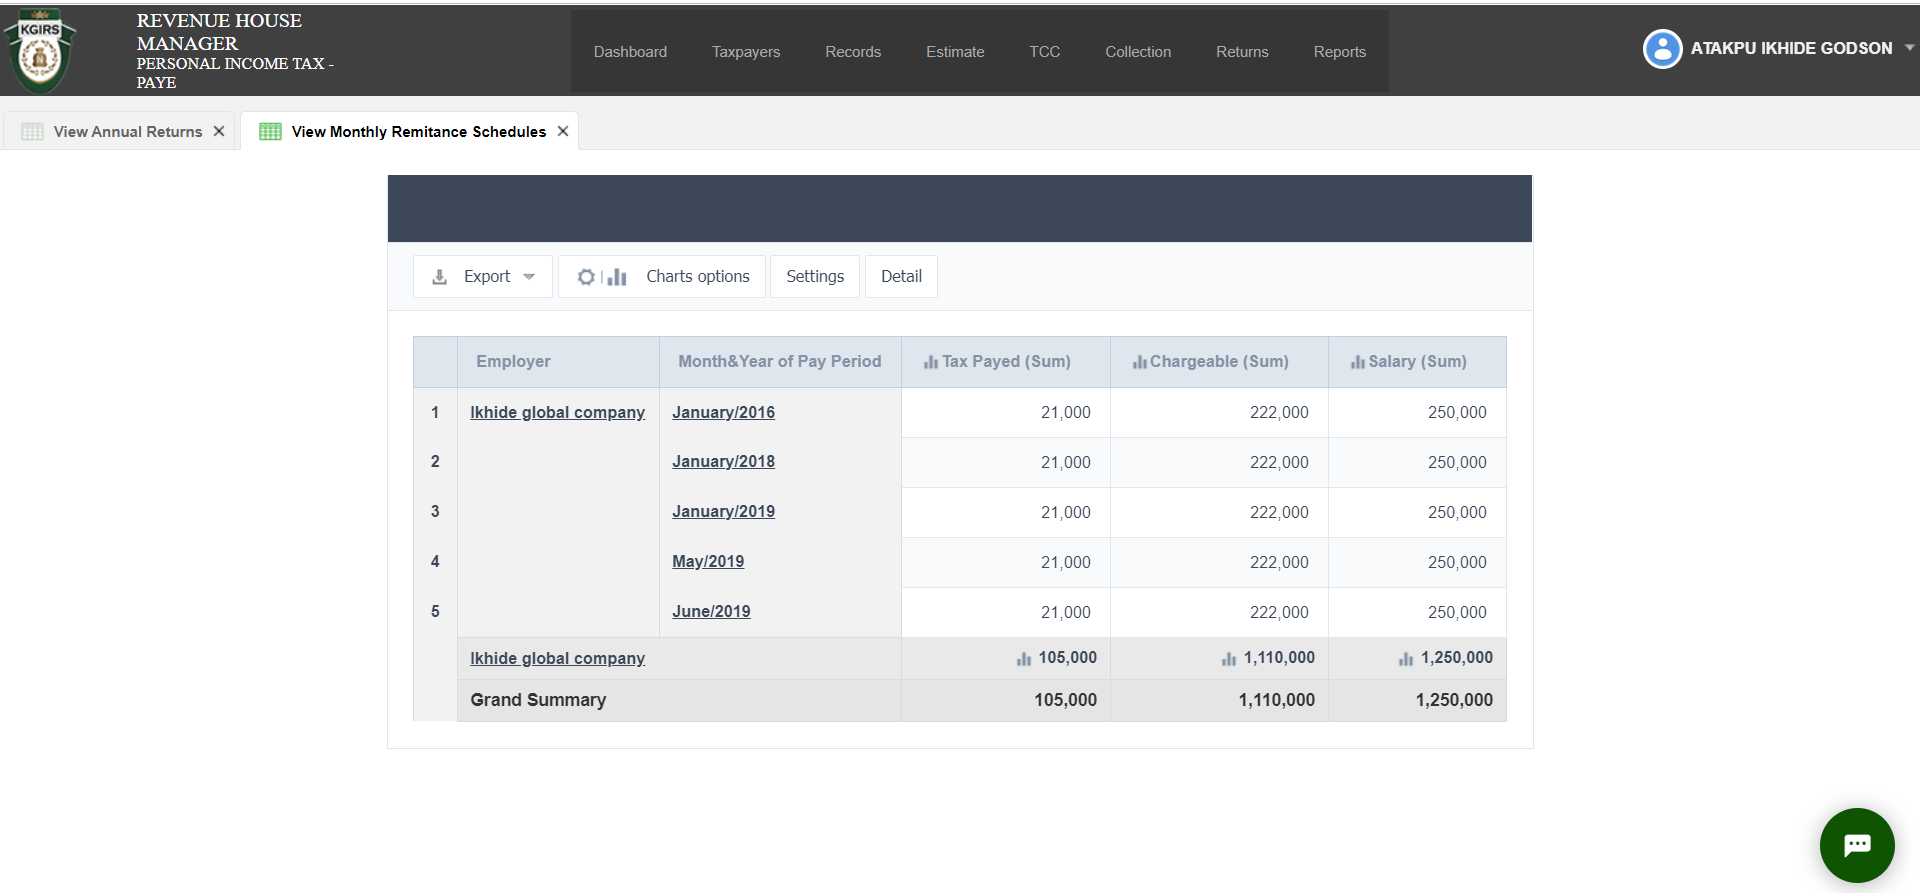 KGIRS
REVENUE HOUSE
MANAGER
PERSONAL INCOME TAX -
PAYE
Dashboard Taxpayers Records Estimate TCC Collection Returns Reports
ATAKPU IKHIDE GODSON
View Annual Returns
View Monthly Remitance Schedules
Export Charts options Settings Detail
Employer Month&Year of Pay Period Tax Payed (Sum) Chargeable (Sum) Salary (Sum)
1 Ikhide global company January/2016 21,000 222,000 250,000
2 January/2018 21,000 222,000 250,000
3 January/2019 21,000 222,000 250,000
4 May/2019 21,000 222,000 250,000
5 June/2019 21,000 222,000 250,000
Ikhide global company 105,000 1,110,000 1,250,000
Grand Summary 105,000 1,110,000 1,250,000